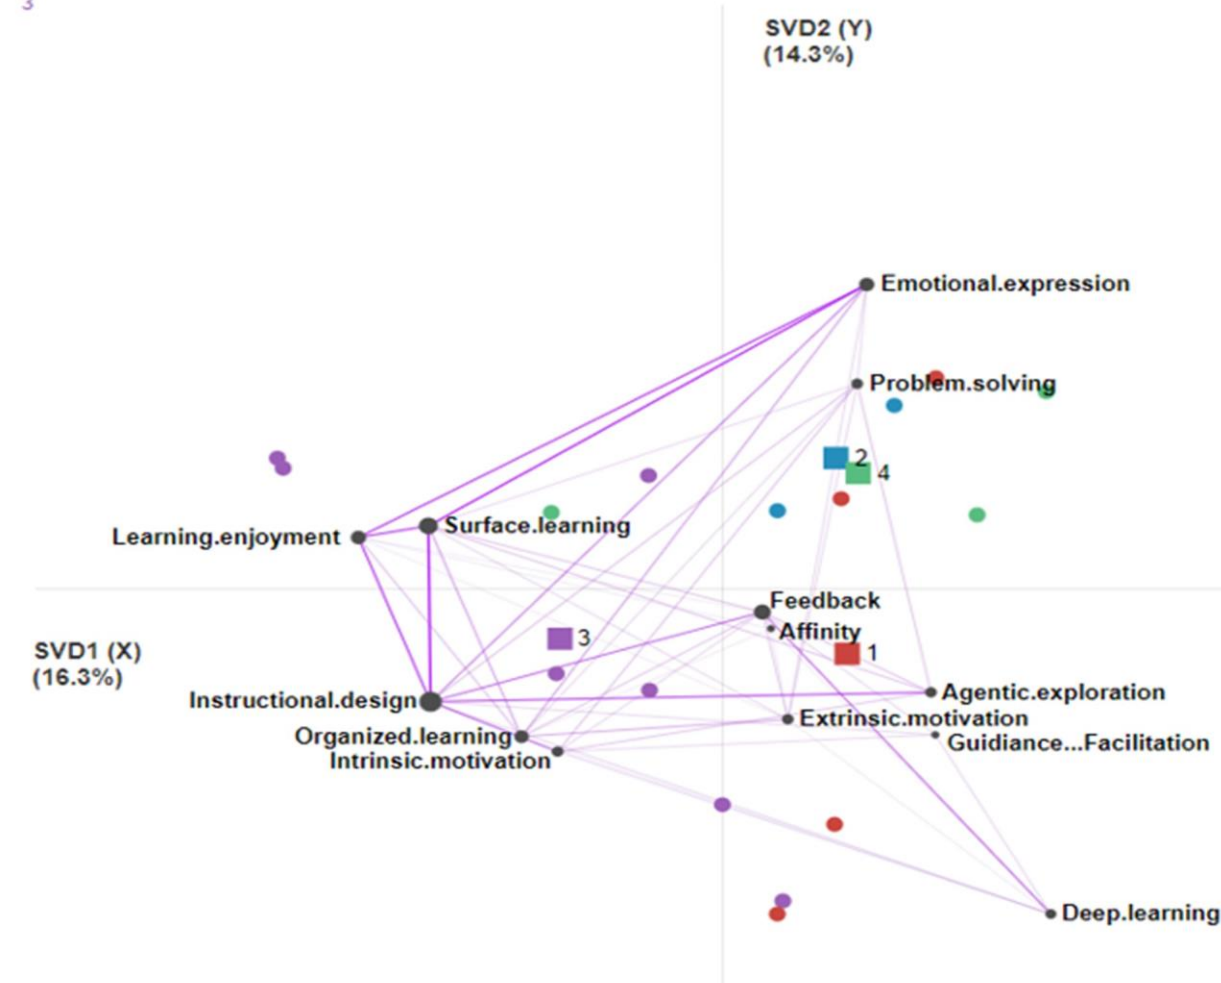 3
SVD2 (Y)
(14.3%)
Emotional.expression
Problem.solving
2
4
Surface.learning
Learning.enjoyment
Feedback
Affinity
3
1
SVD1 (X)
(16.3%)
Instructional.design
Agentic.exploration
Extrinsic.motivation
Organized.learning
Guidiance...Facilitation
Intrinsic.motivation
Deep.learning